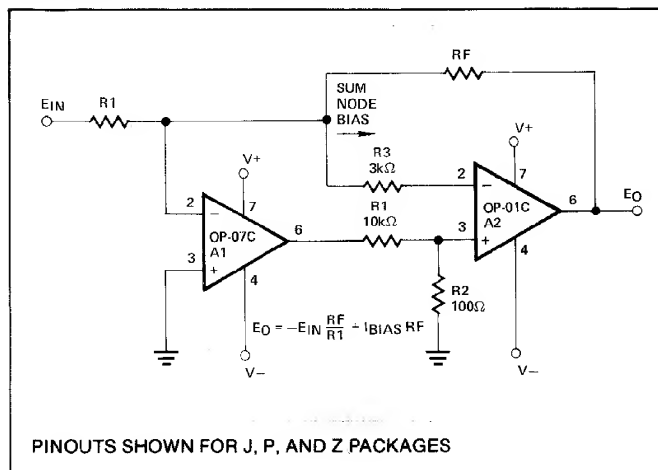 RF
EIN
R1
SUM
NODE
BIAS
V+
V+
R3
3kΩ
2
7
2
−
7
R1
10kΩ
OP-01C
A2
6
EO
−
OP-07C
A1
6
3
+
3
+
4
4
R2
100Ω
EO = −EIN RF/R1 + IBIAS RF
V−
V−
PINOUTS SHOWN FOR J, P, AND Z PACKAGES